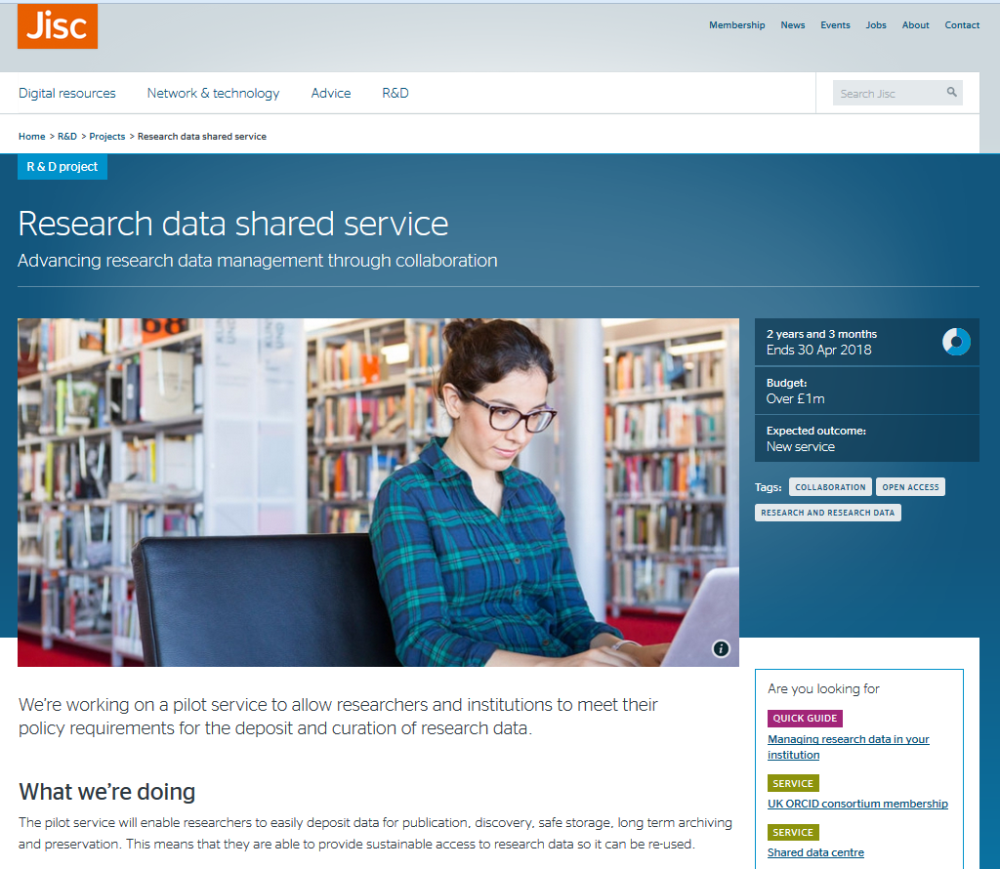 Jisc
Membership News Events Jobs About Contact
Digital resources Network & technology Advice R&D
Search Jisc
Home > R&D > Projects > Research data shared service
R & D project
Research data shared service
Advancing research data management through collaboration
2 years and 3 months
Ends 30 Apr 2018
Budget:
Over £1m
Expected outcome:
New service
Tags: COLLABORATION OPEN ACCESS
RESEARCH AND RESEARCH DATA
i
We're working on a pilot service to allow researchers and institutions to meet their
policy requirements for the deposit and curation of research data.
What we're doing
The pilot service will enable researchers to easily deposit data for publication, discovery, safe storage, long term archiving
and preservation. This means that they are able to provide sustainable access to research data so it can be re-used.
Are you looking for
QUICK GUIDE
Managing research data in your
institution
SERVICE
UK ORCID consortium membership
SERVICE
Shared data centre